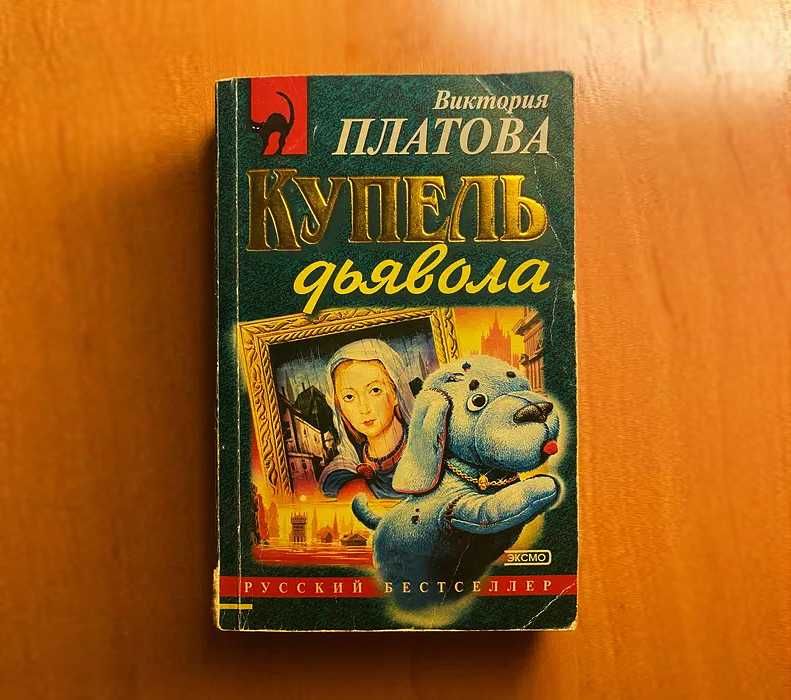 Виктория
ПЛАТОВА
КУПЕЛЬ
дьявола
ЭКСМО
РУССКИЙ БЕСТСЕЛЛЕР